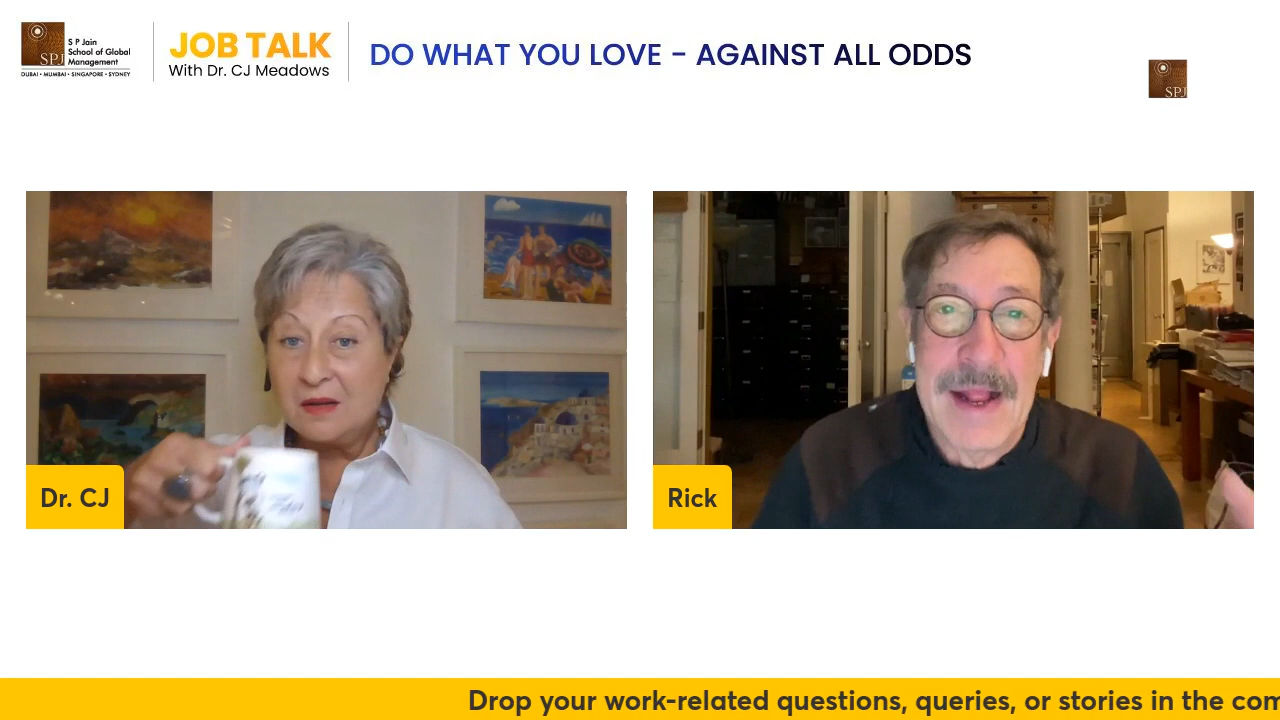 S P Jain
School of Global
Management
SPJ
DUBAI • MUMBAI • SINGAPORE • SYDNEY
JOB TALK
With Dr. CJ Meadows
DO WHAT YOU LOVE - AGAINST ALL ODDS
SPJ
Dr. CJ
Rick
Drop your work-related questions, queries, or stories in the com